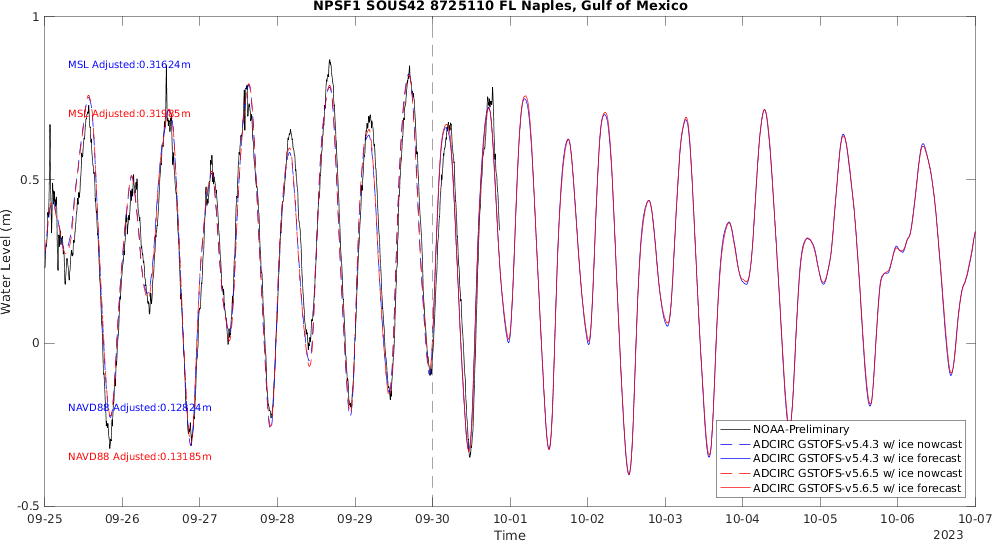 NPSF1 SOUS42 8725110 FL Naples, Gulf of Mexico
Water Level (m)
1
0.5
0
-0.5
MSL Adjusted:0.31624m
MSL Adjusted:0.31985m
NAVD88 Adjusted:0.12824m
NAVD88 Adjusted:0.13185m
NOAA-Preliminary
ADCIRC GSTOFS-v5.4.3 w/ ice nowcast
ADCIRC GSTOFS-v5.4.3 w/ ice forecast
ADCIRC GSTOFS-v5.6.5 w/ ice nowcast
ADCIRC GSTOFS-v5.6.5 w/ ice forecast
09-25 09-26 09-27 09-28 09-29 09-30 10-01 10-02 10-03 10-04 10-05 10-06 10-07
Time
2023